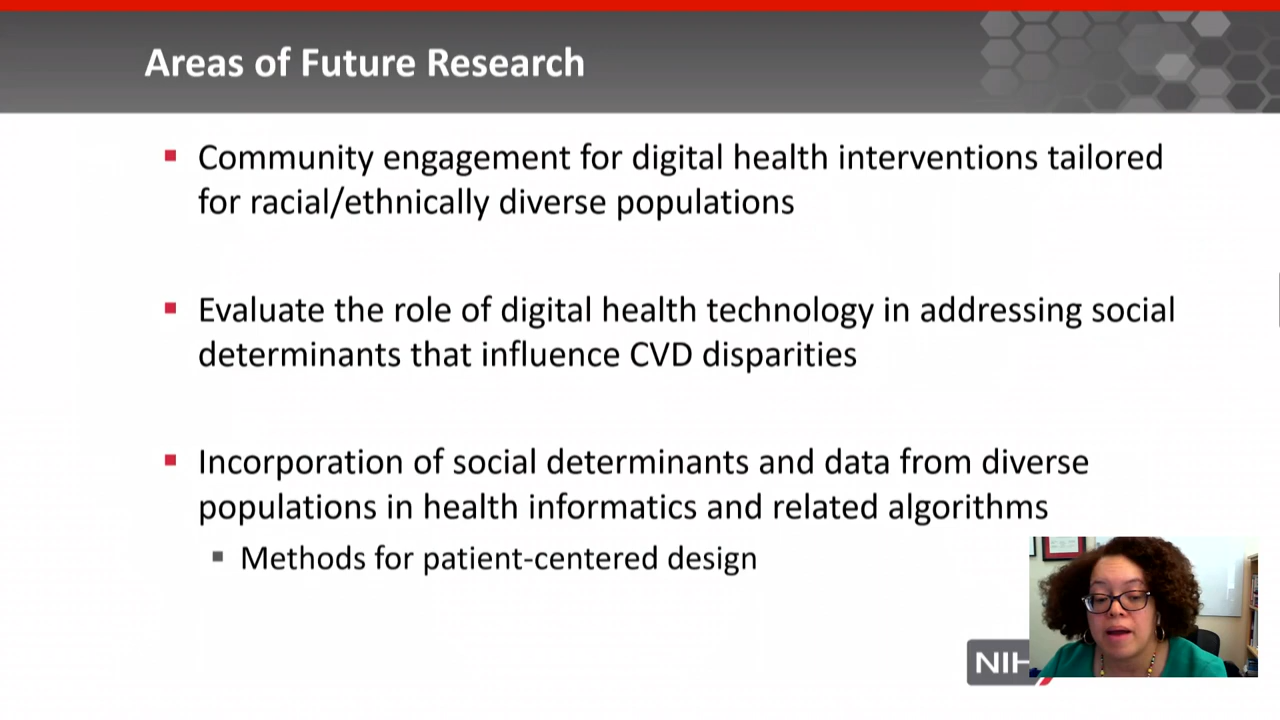 Areas of Future Research
▪ Community engagement for digital health interventions tailored
for racial/ethnically diverse populations
▪ Evaluate the role of digital health technology in addressing social
determinants that influence CVD disparities
▪ Incorporation of social determinants and data from diverse
populations in health informatics and related algorithms
▪ Methods for patient-centered design
NIH